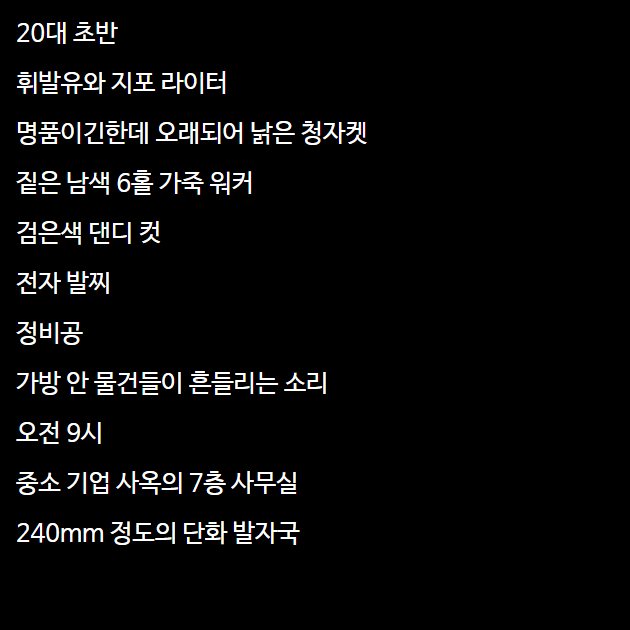 20대 초반
휘발유와 지포 라이터
명품이긴한데 오래되어 낡은 청자켓
짙은 남색 6홀 가죽 워커
검은색 댄디 컷
전자 발찌
정비공
가방 안 물건들이 흔들리는 소리
오전 9시
중소 기업 사옥의 7층 사무실
240mm 정도의 단화 발자국